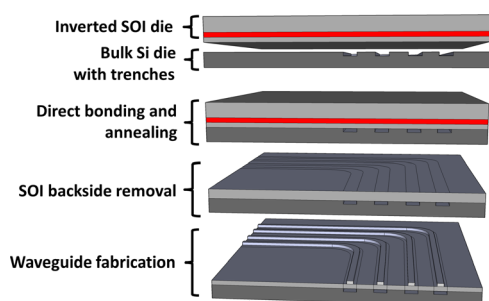 Inverted SOI die
Bulk Si die
with trenches
Direct bonding and
annealing
SOI backside removal
Waveguide fabrication